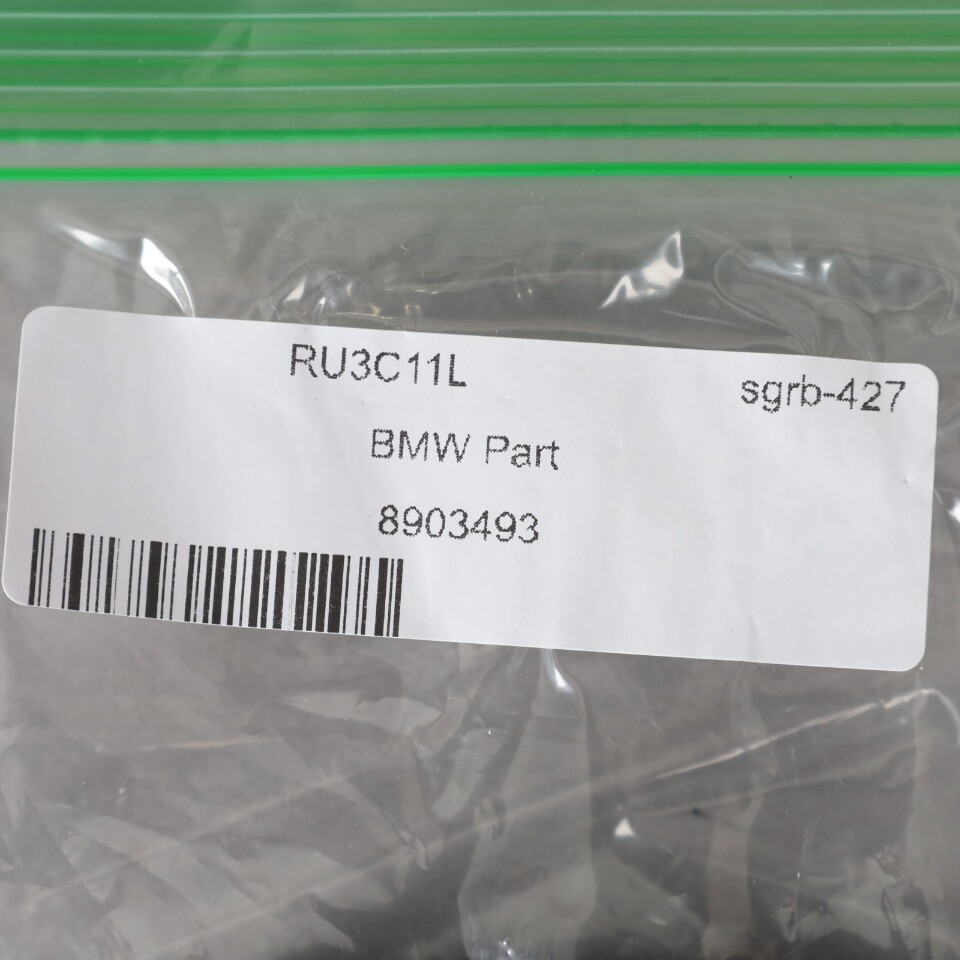 RU3C11L
sgrb-427
BMW Part
8903493